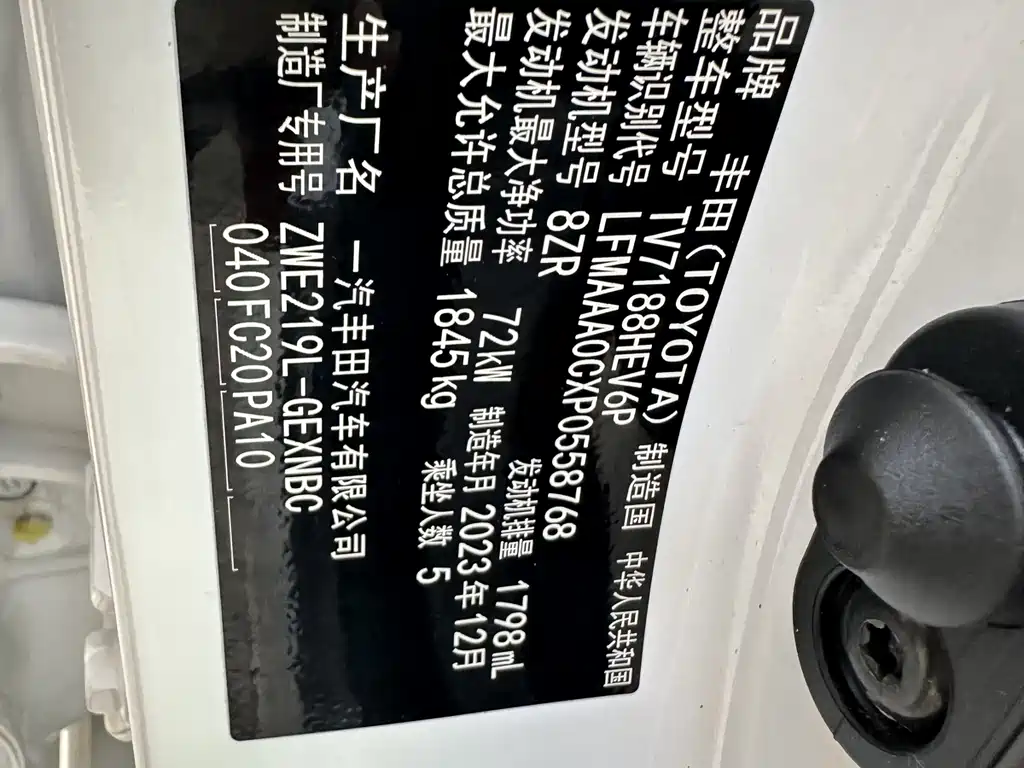 品牌 丰田(TOYOTA) 制造国 中华人民共和国
整车型号 TV7188HEV6P
车辆识别代号 LFMAAA0CXP0558768
发动机型号 8ZR 发动机排量 1798mL
发动机最大净功率 72kW 制造年月 2023年12月
最大允许总质量 1845kg 乘坐人数 5
生产厂名 一汽丰田汽车有限公司
制造厂专用号 ZWE219L-GEXNBC
040FC20PA10